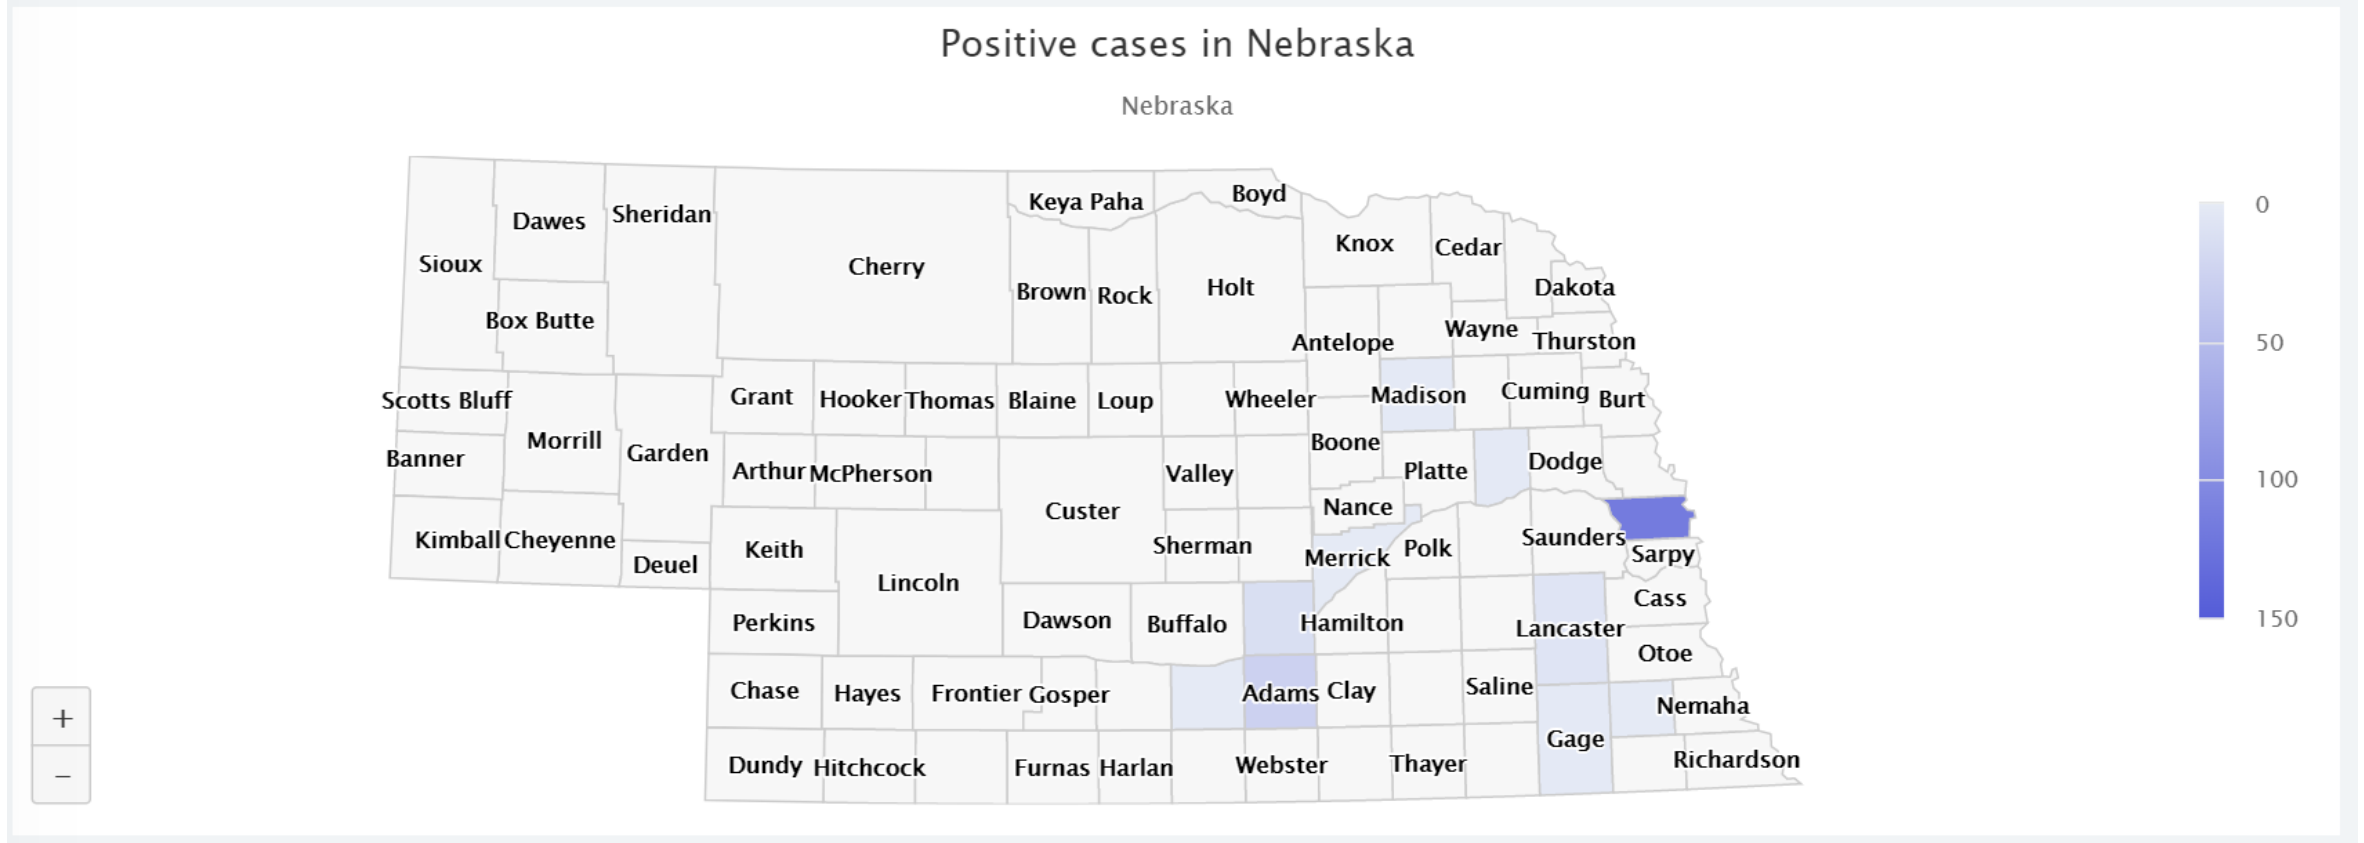 Positive cases in Nebraska
Nebraska
Keya Paha
Boyd
Dawes
Sheridan
Knox
Cedar
Sioux
Cherry
Brown
Rock
Holt
Dakota
Box Butte
Antelope
Wayne
Thurston
Scotts Bluff
Grant
Hooker
Thomas
Blaine
Loup
Wheeler
Madison
Cuming
Burt
Morrill
Garden
Boone
Banner
Arthur
McPherson
Valley
Platte
Dodge
Custer
Nance
Kimball
Cheyenne
Deuel
Keith
Sherman
Merrick
Polk
Saunders
Sarpy
Lincoln
Cass
Perkins
Dawson
Buffalo
Hamilton
Lancaster
Otoe
Chase
Hayes
Frontier
Gosper
Adams
Clay
Saline
Nemaha
Gage
Dundy
Hitchcock
Furnas
Harlan
Webster
Thayer
Richardson
0
50
100
150
+
−